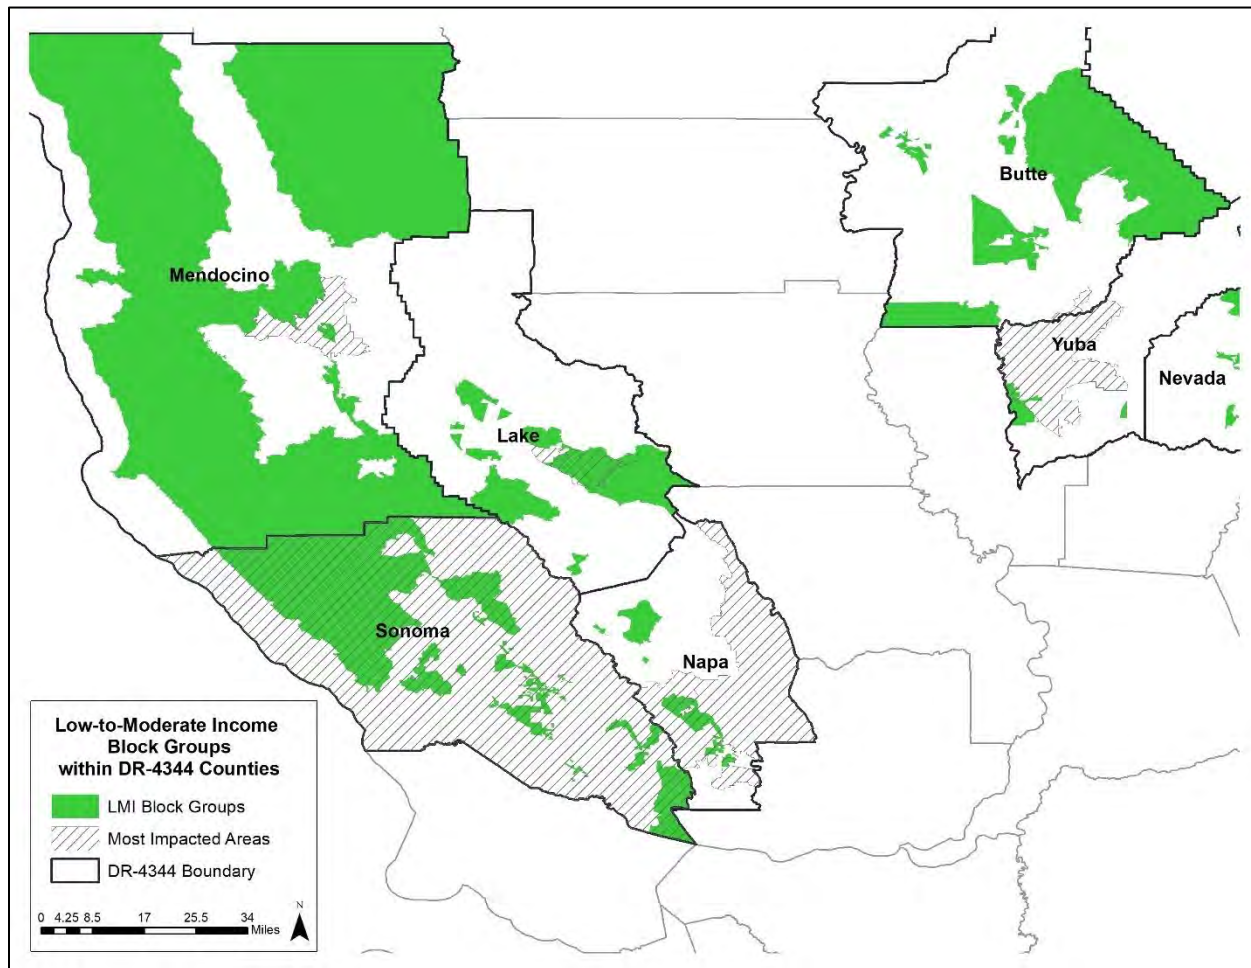 Butte
Mendocino
Yuba
Nevada
Lake
Sonoma
Napa
Low-to-Moderate Income
Block Groups
within DR-4344 Counties
LMI Block Groups
Most Impacted Areas
DR-4344 Boundary
N
0 4.25 8.5 17 25.5 34
Miles